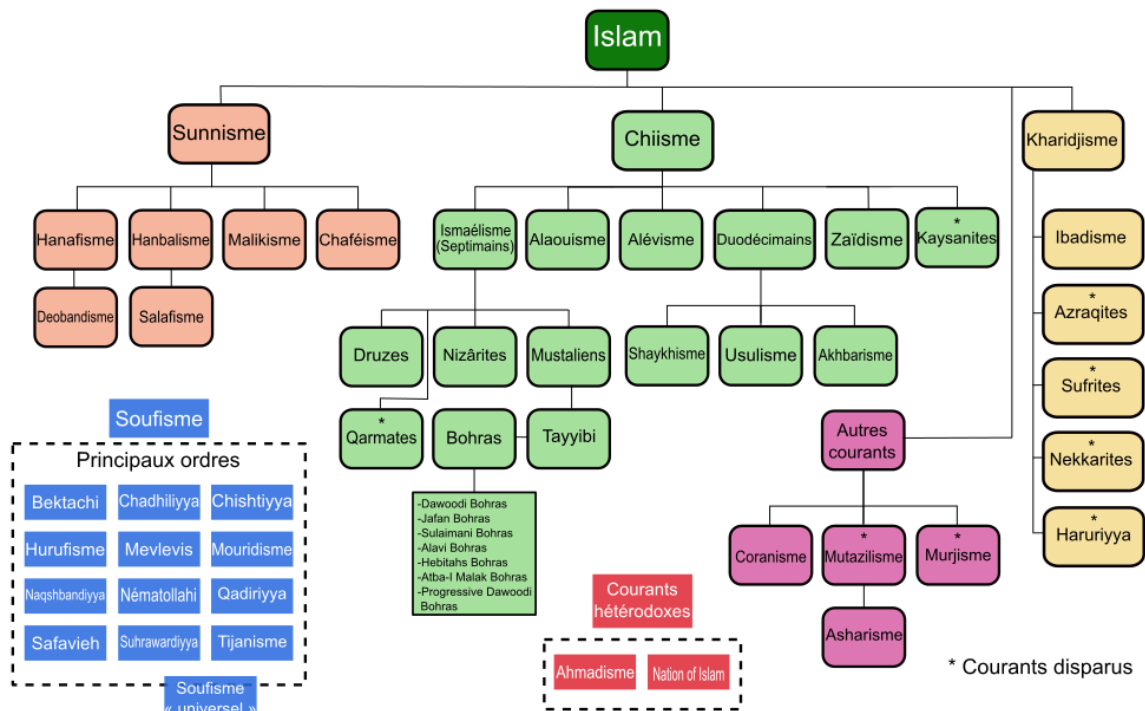 Islam
Sunnisme
Chiisme
Kharidjisme
Hanafisme
Hanbalisme
Malikisme
Chaféisme
Ismaélisme
(Septimains)
Alaouisme
Alévisme
Duodécimains
Zaïdisme
*
Kaysanites
Ibadisme
Deobandisme
Salafisme
*
Azraqites
Druzes
Nizârites
Mustaliens
Shaykhisme
Usulisme
Akhbarisme
*
Sufrites
*
Qarmates
Bohras
Tayyibi
Autres
courants
*
Nekkarites
-Dawoodi Bohras
-Jafan Bohras
-Sulaimani Bohras
-Alavi Bohras
-Hebitahs Bohras
-Atba-I Malak Bohras
-Progressive Dawoodi
Bohras
Coranisme
*
Mutazilisme
*
Murjisme
*
Haruriyya
Asharisme
Soufisme
Principaux ordres
Bektachi
Chadhiliyya
Chishtiyya
Hurufisme
Mevlevis
Mouridisme
Naqshbandiyya
Nématollahi
Qadiriyya
Safavieh
Suhrawardiyya
Tijanisme
Soufisme
« universel »
Courants
hétérodoxes
Ahmadisme
Nation of Islam
* Courants disparus